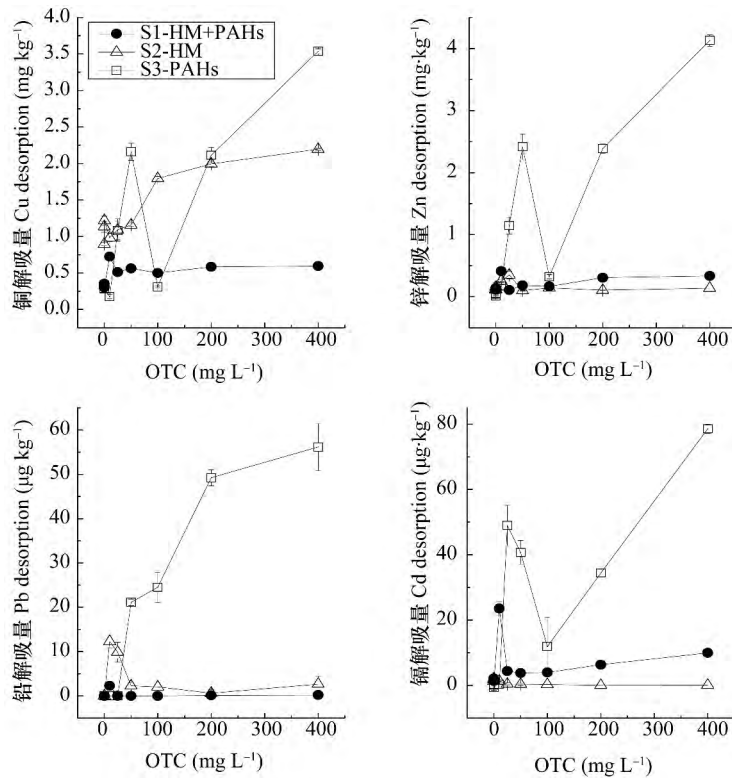 4.0
3.5
3.0
2.5
2.0
1.5
1.0
0.5
0.0
铜解吸量 Cu desorption (mg kg⁻¹)
S1-HM+PAHs
S2-HM
S3-PAHs
0 100 200 300 400
OTC (mg L⁻¹)
4
2
0
锌解吸量 Zn desorption (mg·kg⁻¹)
0 100 200 300 400
OTC (mg L⁻¹)
60
50
40
30
20
10
0
铅解吸量 Pb desorption (μg kg⁻¹)
0 100 200 300 400
OTC (mg L⁻¹)
80
60
40
20
0
镉解吸量 Cd desorption (μg·kg⁻¹)
0 100 200 300 400
OTC (mg L⁻¹)